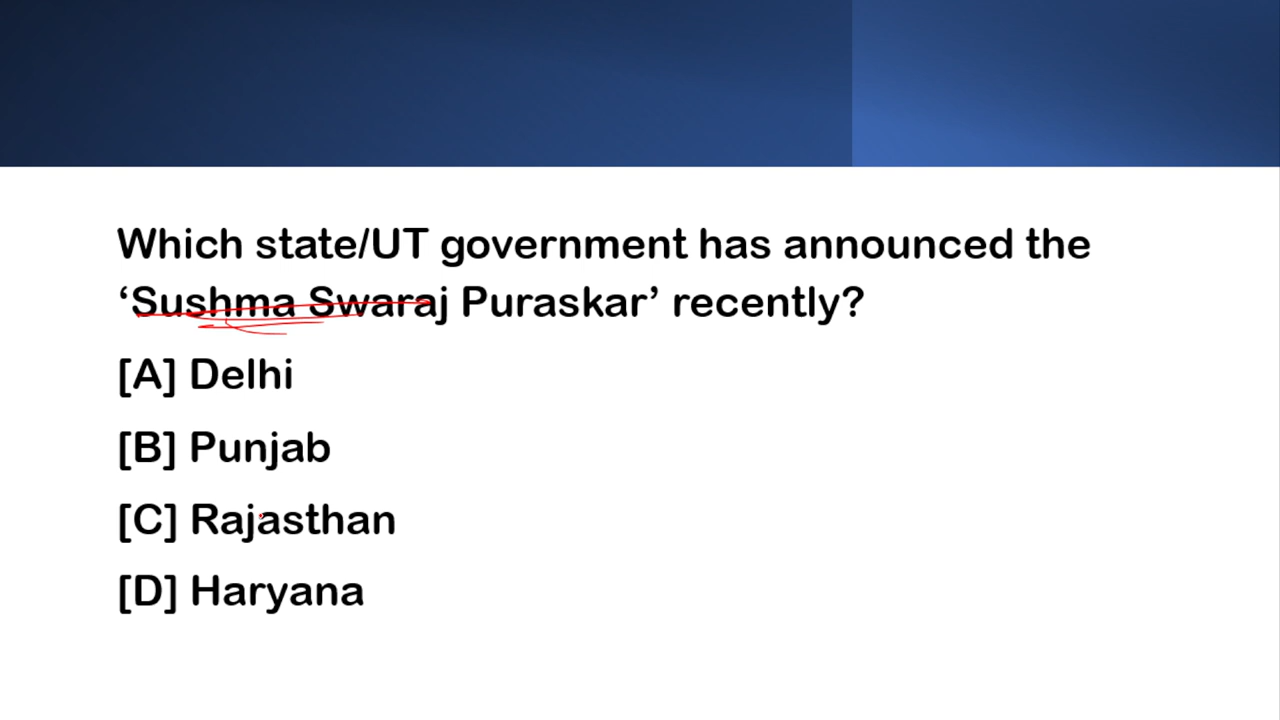 Which state/UT government has announced the
‘Sushma Swaraj Puraskar’ recently?
[A] Delhi
[B] Punjab
[C] Rajasthan
[D] Haryana